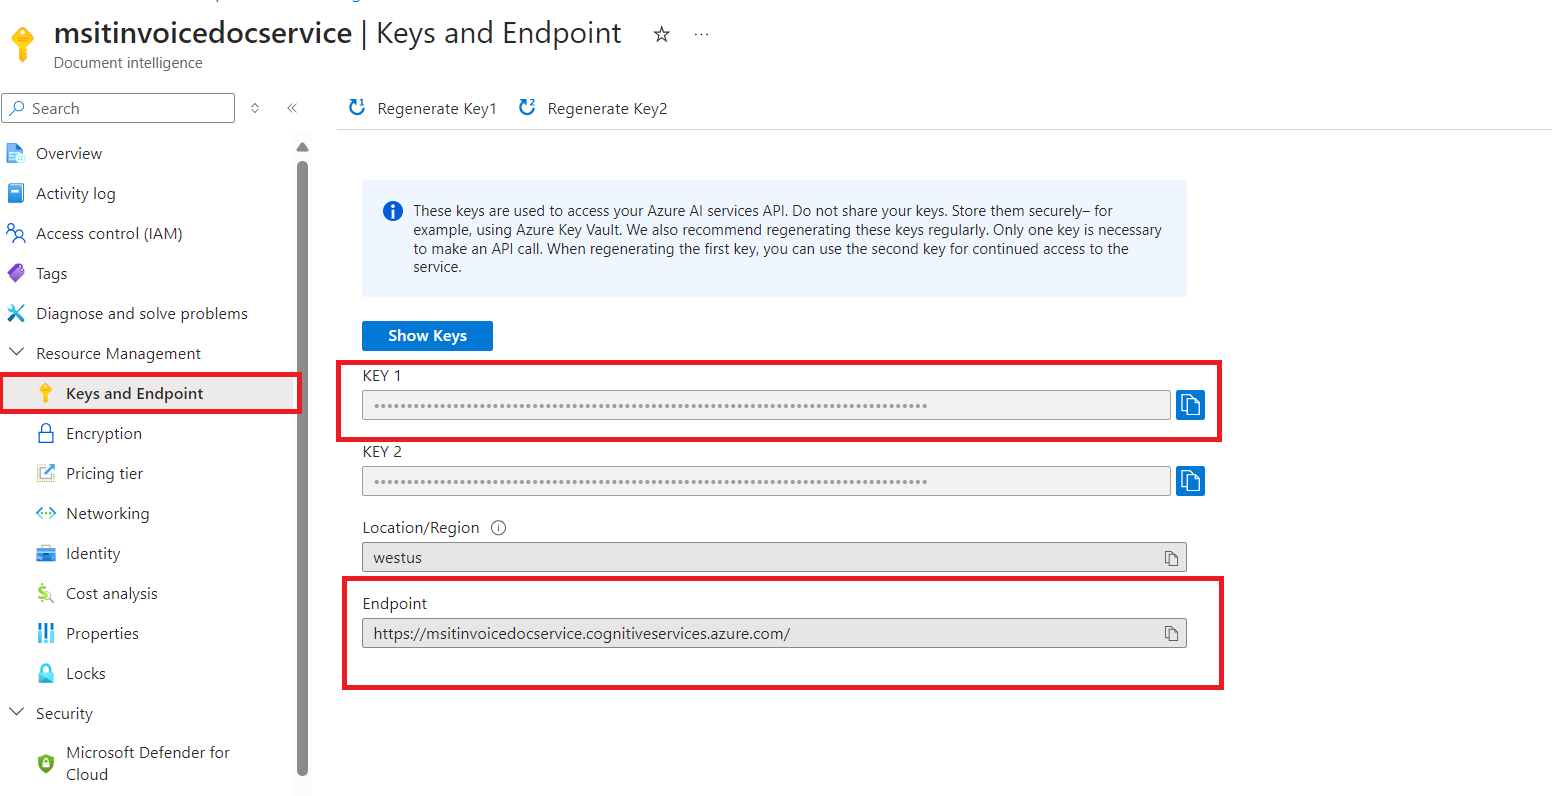 msitinvoicedocservice | Keys and Endpoint ☆ ...
Document intelligence
Search
Overview
Activity log
Access control (IAM)
Tags
Diagnose and solve problems
Resource Management
Keys and Endpoint
Encryption
Pricing tier
Networking
Identity
Cost analysis
Properties
Locks
Security
Microsoft Defender for
Cloud
Regenerate Key1
Regenerate Key2
These keys are used to access your Azure AI services API. Do not share your keys. Store them securely– for
example, using Azure Key Vault. We also recommend regenerating these keys regularly. Only one key is necessary
to make an API call. When regenerating the first key, you can use the second key for continued access to the
service.
Show Keys
KEY 1
KEY 2
Location/Region
westus
Endpoint
https://msitinvoicedocservice.cognitiveservices.azure.com/